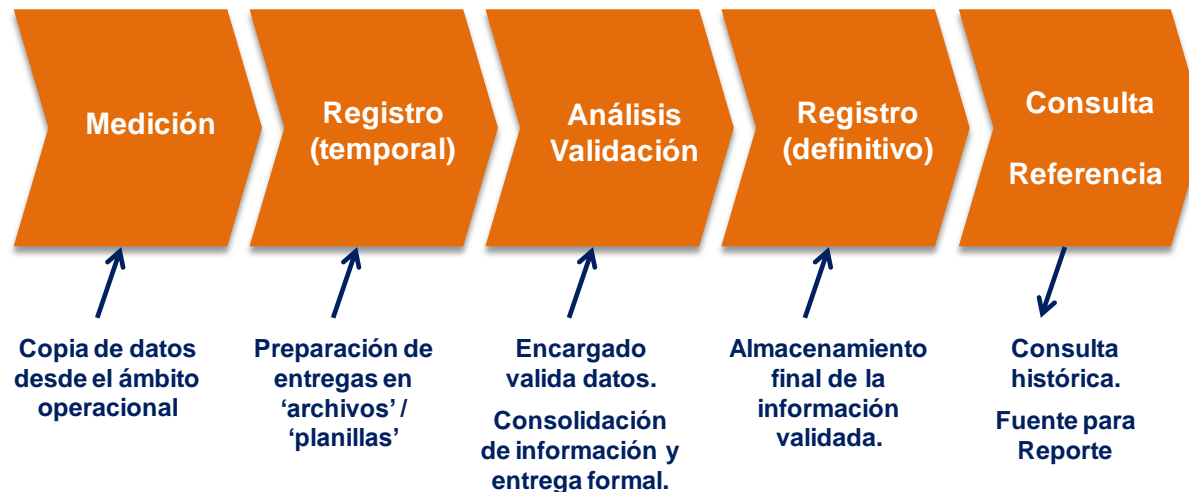 Medición
Registro
(temporal)
Análisis
Validación
Registro
(definitivo)
Consulta
Referencia
Copia de datos
desde el ámbito
operacional
Preparación de
entregas en
‘archivos’ /
‘planillas’
Encargado
valida datos.
Consolidación
de información y
entrega formal.
Almacenamiento
final de la
información
validada.
Consulta
histórica.
Fuente para
Reporte